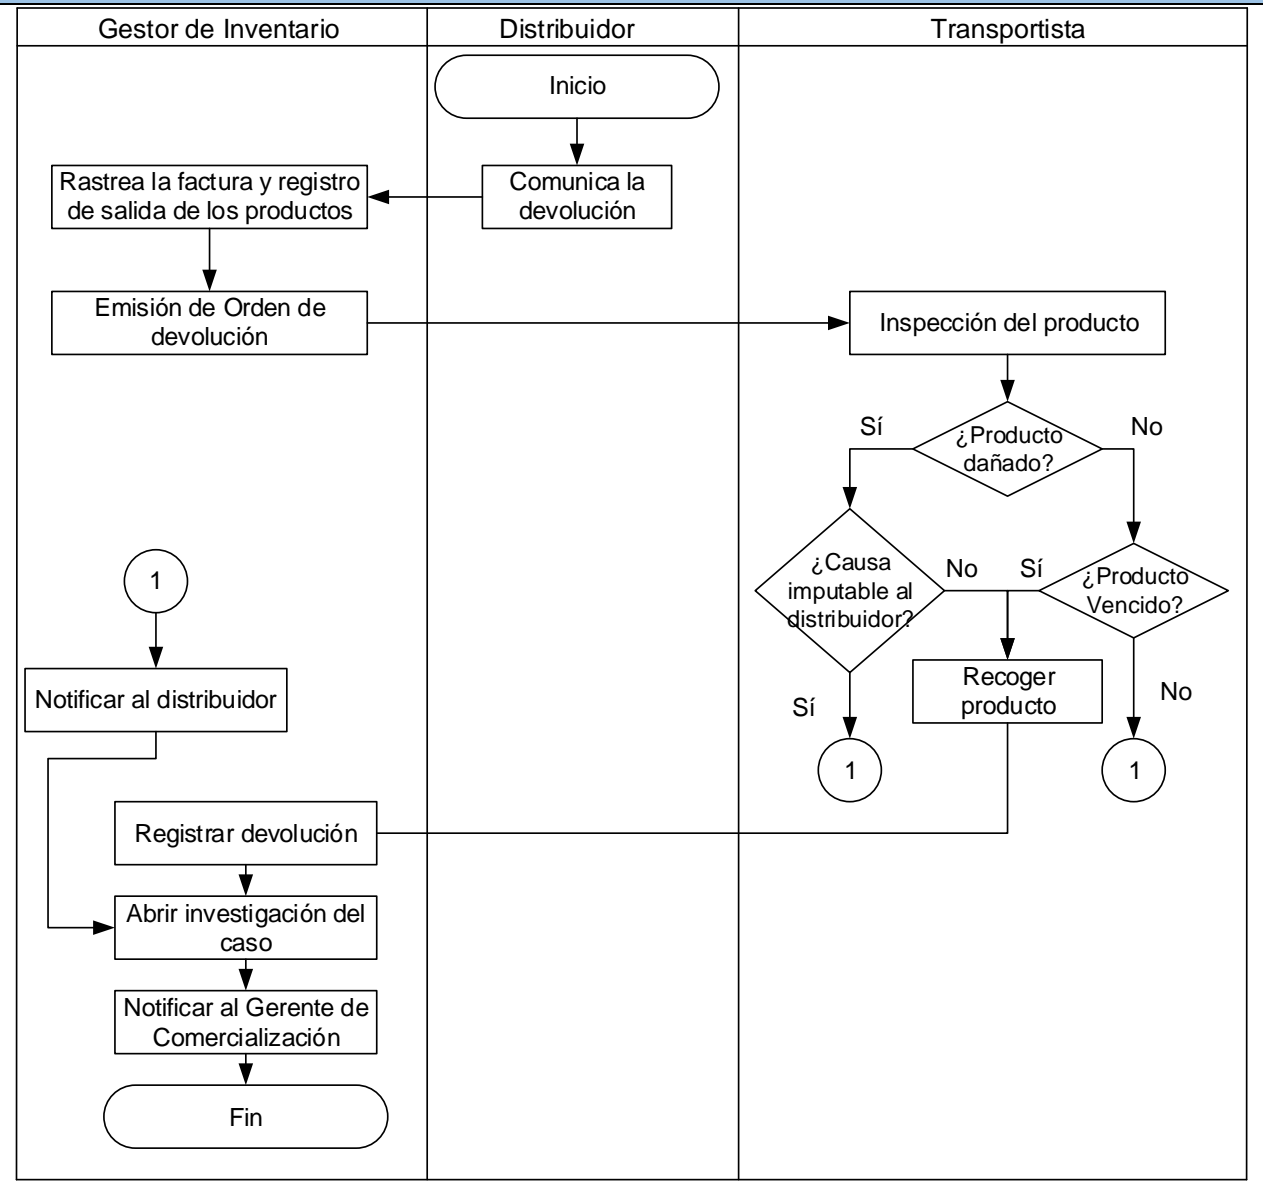 Gestor de Inventario
Distribuidor
Transportista
Inicio
Comunica la
devolución
Rastrea la factura y registro
de salida de los productos
Emisión de Orden de
devolución
Inspección del producto
¿Producto
dañado?
Sí
No
¿Causa
imputable al
distribuidor?
No
Sí
¿Producto
Vencido?
Recoger
producto
Sí
No
1
1
1
Notificar al distribuidor
Registrar devolución
Abrir investigación del
caso
Notificar al Gerente de
Comercialización
Fin